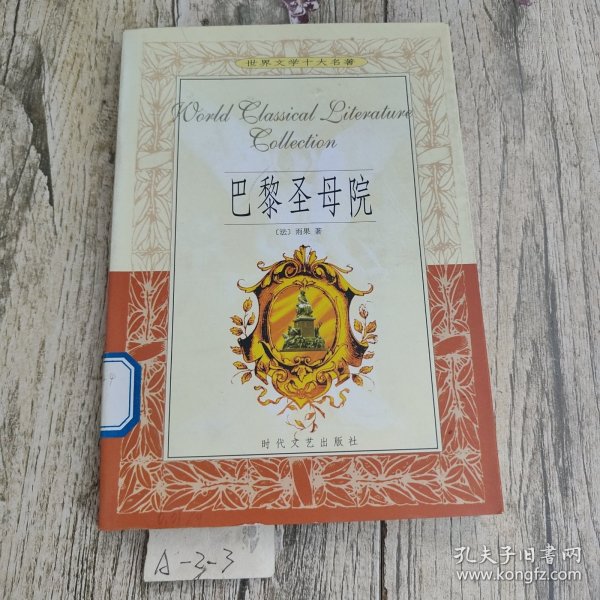 世界文学十大名著
World Classical Literature
Collection
巴黎圣母院
〔法〕雨果 著
时代文艺出版社
A-3-3
孔夫子旧书网
www.kongfz.com